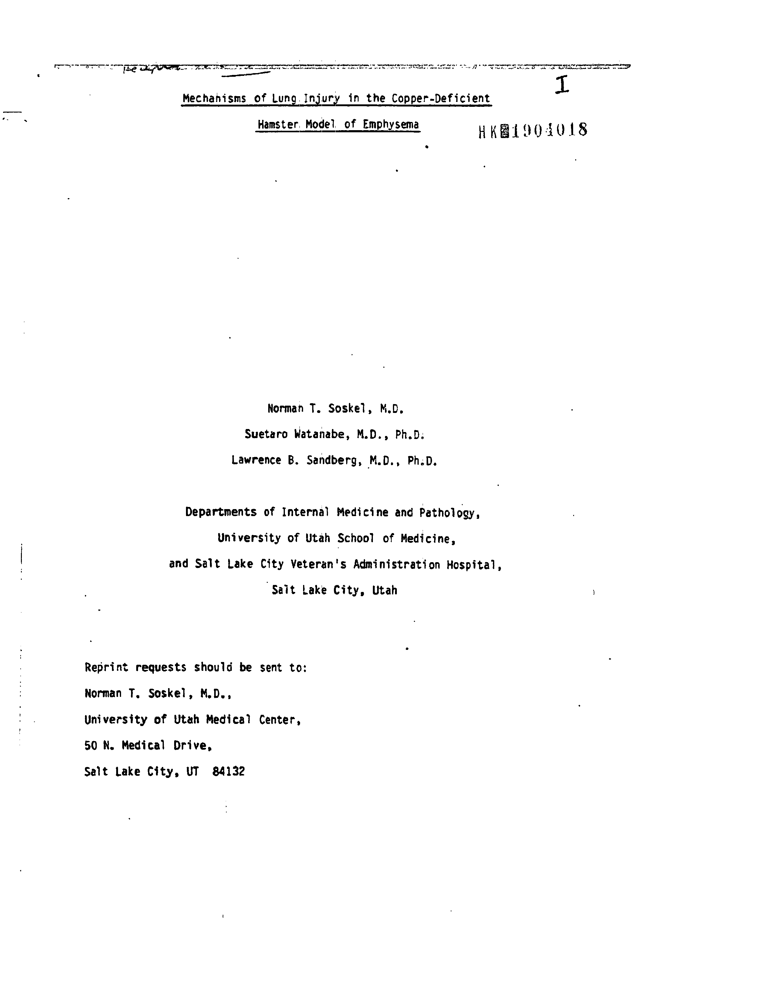 I
Mechanisms of Lung Injury in the Copper-Deficient
Hamster Model of Emphysema
HK1904018
Norman T. Soskel, M.D.
Suetaro Watanabe, M.D., Ph.D.
Lawrence B. Sandberg, M.D., Ph.D.
Departments of Internal Medicine and Pathology,
University of Utah School of Medicine,
and Salt Lake City Veteran's Administration Hospital,
Salt Lake City, Utah
Reprint requests should be sent to:
Norman T. Soskel, M.D.,
University of Utah Medical Center,
50 N. Medical Drive,
Salt Lake City, UT 84132